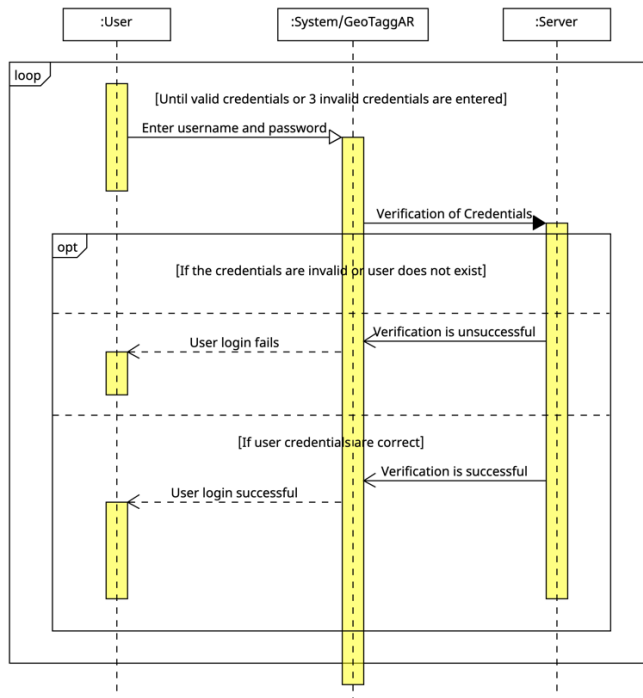 :User
:System/GeoTaggAR
:Server
loop
[Until valid credentials or 3 invalid credentials are entered]
Enter username and password
Verification of Credentials
opt
[If the credentials are invalid or user does not exist]
Verification is unsuccessful
User login fails
[If user credentials are correct]
Verification is successful
User login successful